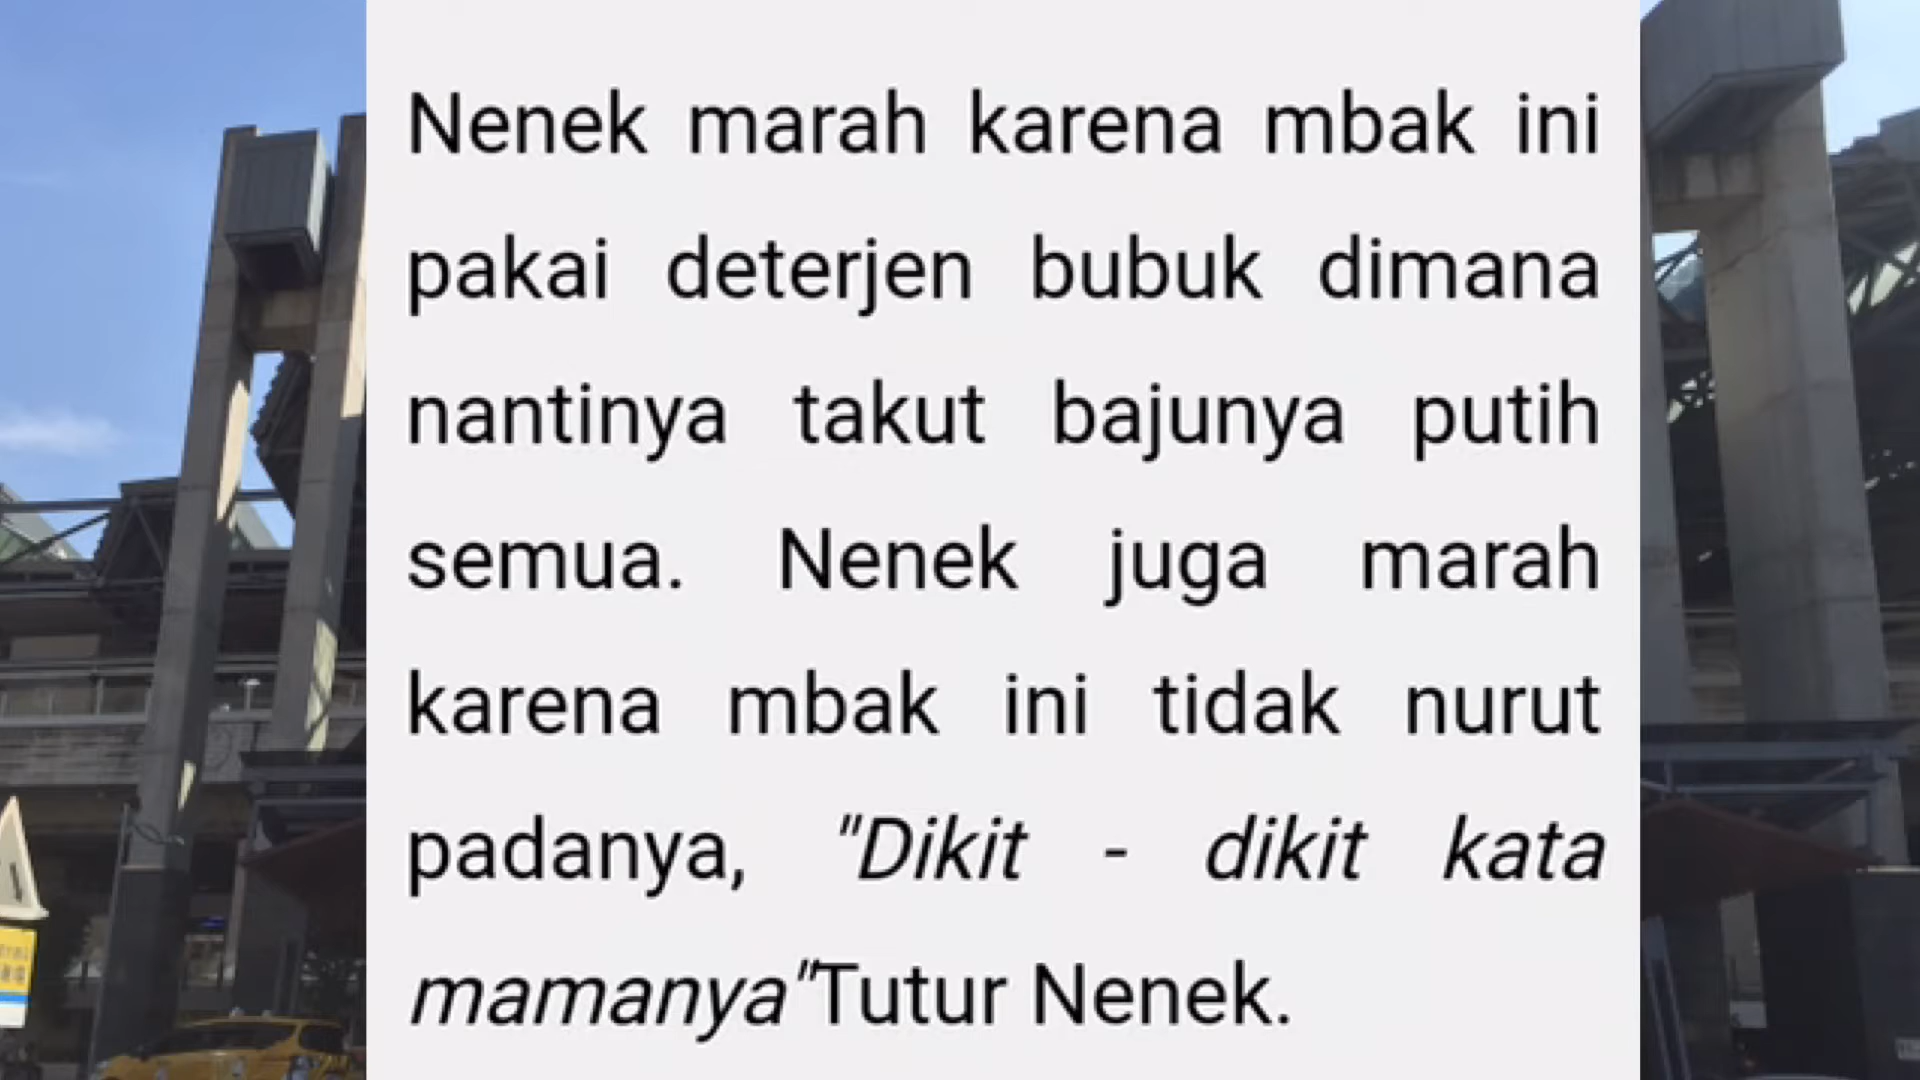 Nenek marah karena mbak ini
pakai deterjen bubuk dimana
nantinya takut bajunya putih
semua. Nenek juga marah
karena mbak ini tidak nurut
padanya, "Dikit - dikit kata
mamanya"Tutur Nenek.